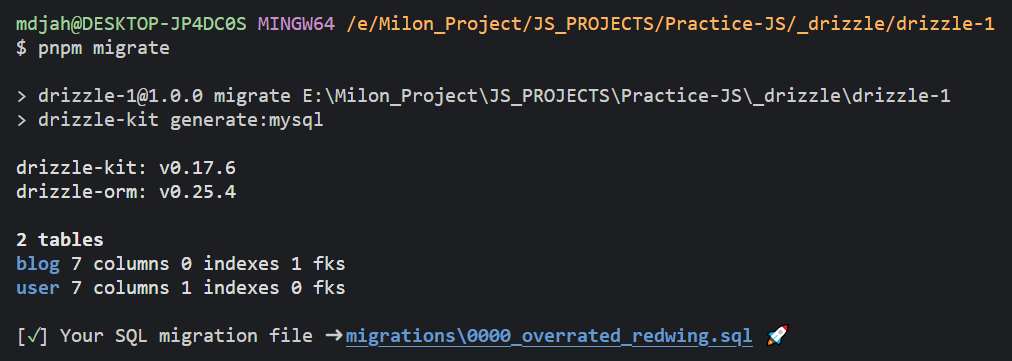 mdjah@DESKTOP-JP4DC0S MINGW64 /e/Milon_Project/JS_PROJECTS/Practice-JS/_drizzle/drizzle-1
$ pnpm migrate
> drizzle-1@1.0.0 migrate E:\Milon_Project\JS_PROJECTS\Practice-JS\_drizzle\drizzle-1
> drizzle-kit generate:mysql
drizzle-kit: v0.17.6
drizzle-orm: v0.25.4
2 tables
blog 7 columns 0 indexes 1 fks
user 7 columns 1 indexes 0 fks
[✓] Your SQL migration file ➜ migrations\0000_overrated_redwing.sql 🚀